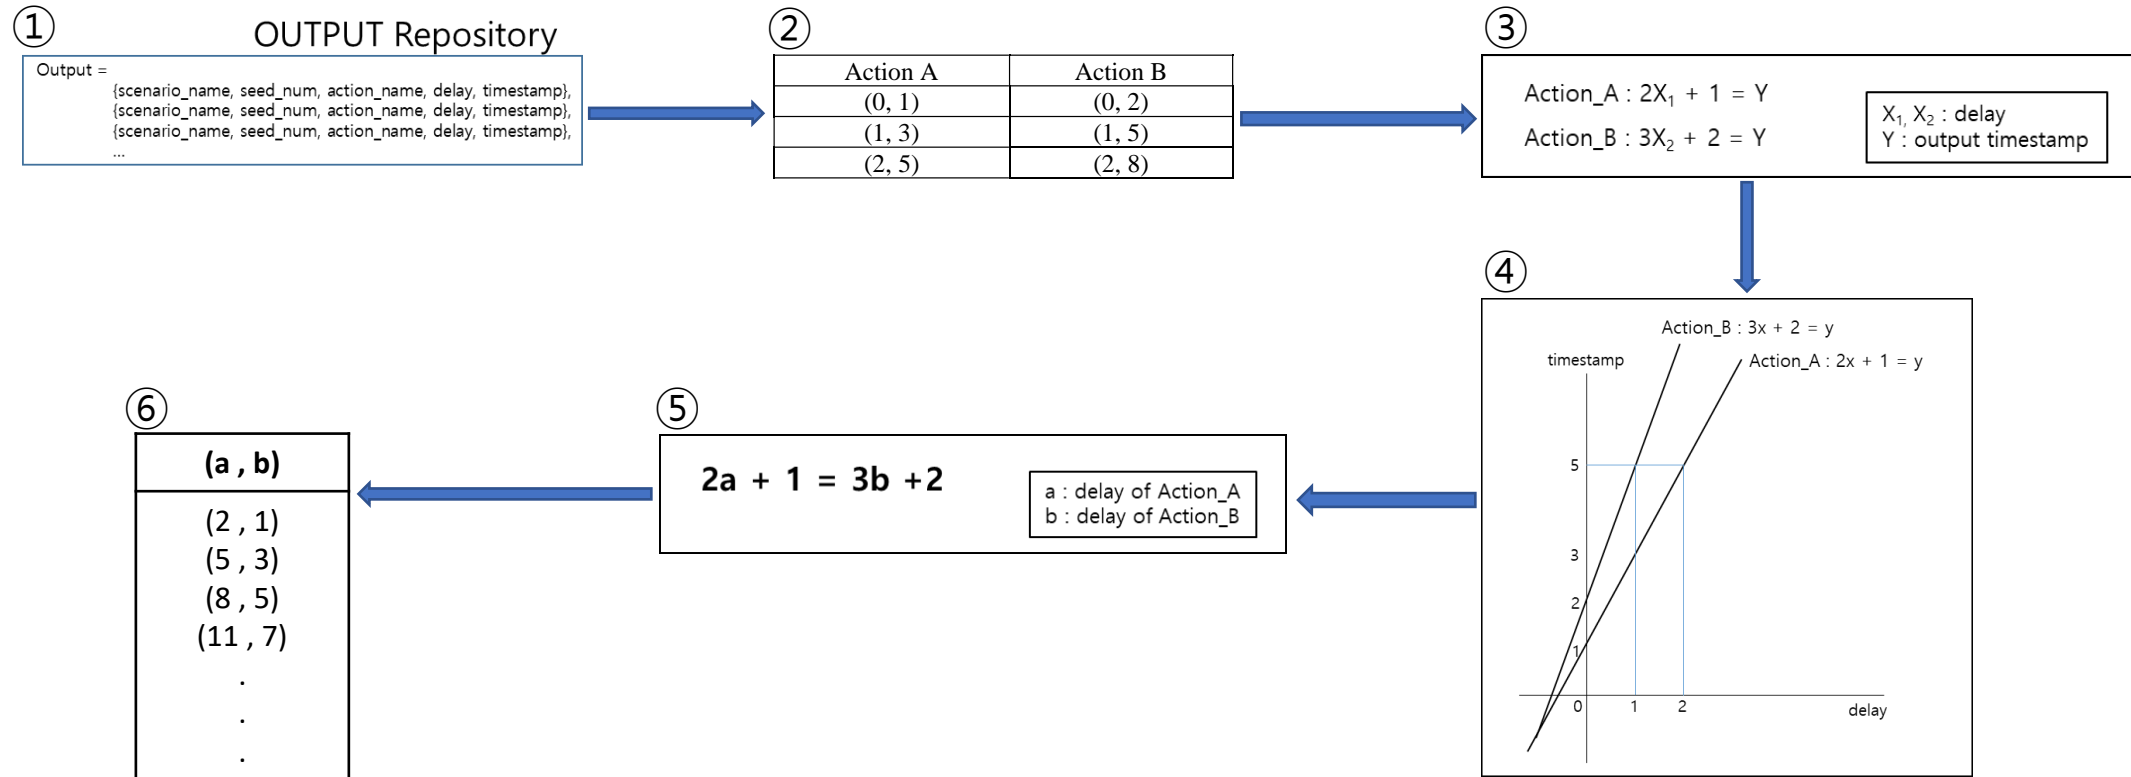 ①
OUTPUT Repository
Output =
{scenario_name, seed_num, action_name, delay, timestamp},
{scenario_name, seed_num, action_name, delay, timestamp},
{scenario_name, seed_num, action_name, delay, timestamp},
...
②
Action A Action B
(0, 1) (0, 2)
(1, 3) (1, 5)
(2, 5) (2, 8)
③
Action_A : 2X₁ + 1 = Y
Action_B : 3X₂ + 2 = Y
X₁, X₂ : delay
Y : output timestamp
④
Action_B : 3x + 2 = y
timestamp
Action_A : 2x + 1 = y
5
3
2
1
0 1 2
delay
⑤
2a + 1 = 3b +2
a : delay of Action_A
b : delay of Action_B
⑥
(a , b)
(2 , 1)
(5 , 3)
(8 , 5)
(11 , 7)
.
.
.